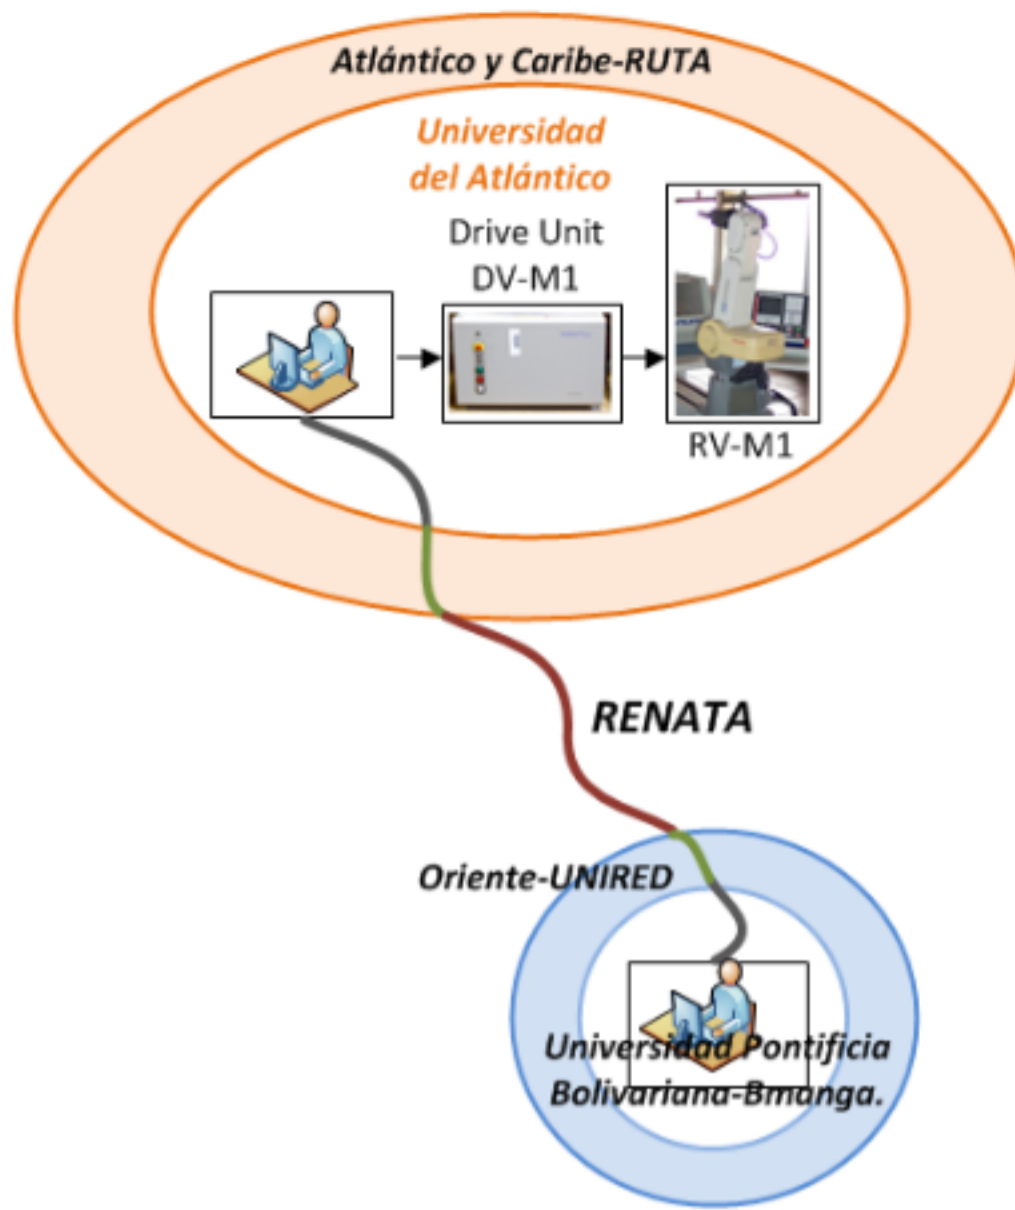 Atlántico y Caribe-RUTA
Universidad
del Atlántico
Drive Unit
DV-M1
RV-M1
RENATA
Oriente-UNIRED
Universidad Pontificia
Bolivariana-Bmanga.